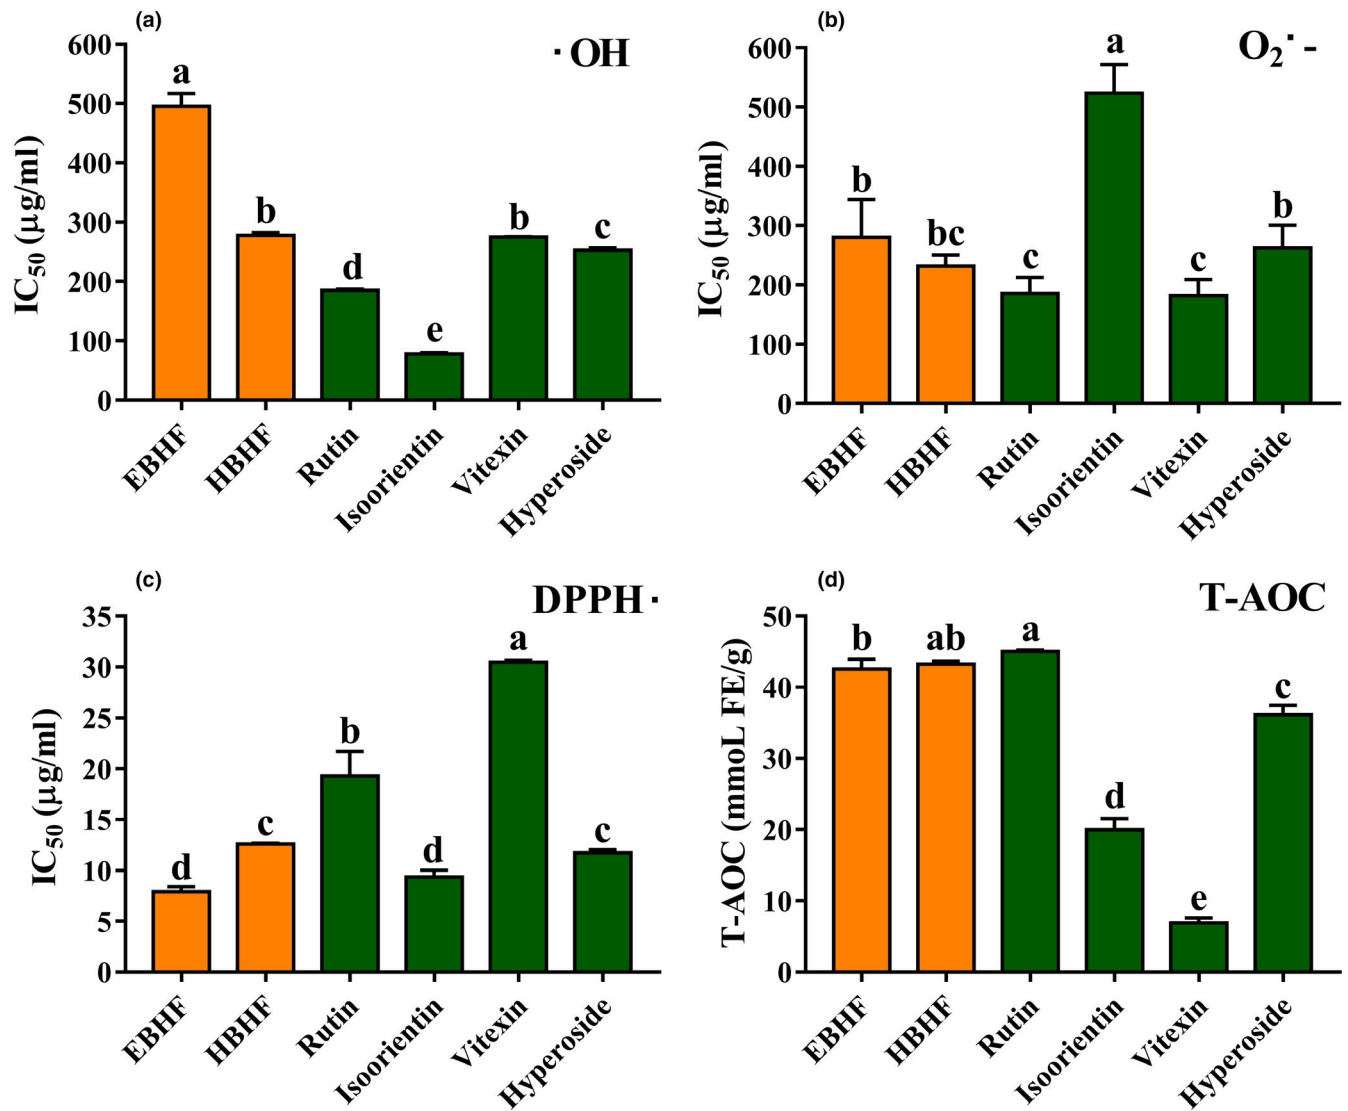 (a)
·OH
IC50 (μg/ml)
600
500
400
300
200
100
0
a
b
d
e
b
c
EBHF
HBHF
Rutin
Isoorientin
Vitexin
Hyperoside
(b)
O2·-
IC50 (μg/ml)
600
500
400
300
200
100
0
b
bc
c
a
c
b
EBHF
HBHF
Rutin
Isoorientin
Vitexin
Hyperoside
(c)
DPPH·
IC50 (μg/ml)
35
30
25
20
15
10
5
0
d
c
b
d
a
c
EBHF
HBHF
Rutin
Isoorientin
Vitexin
Hyperoside
(d)
T-AOC
T-AOC (mmoL FE/g)
50
40
30
20
10
0
b
ab
a
d
e
c
EBHF
HBHF
Rutin
Isoorientin
Vitexin
Hyperoside